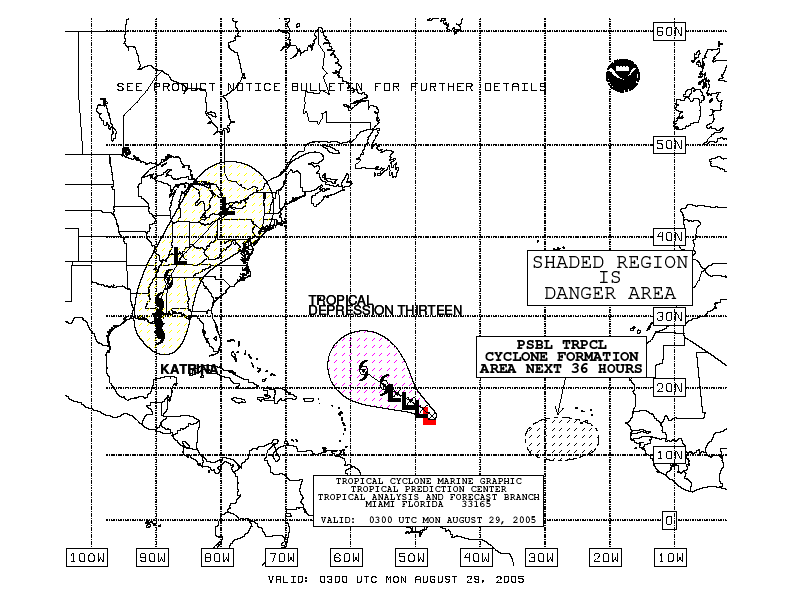 60W
SEE PRODUCT NOTICE BULLETIN FOR FURTHER DETAILS
50W
40W
SHADED REGION
IS
DANGER AREA
TROPICAL
DEPRESSION THIRTEEN
30N
PSBL TRPCL
CYCLONE FORMATION
AREA NEXT 36 HOURS
KATRINA
20N
10N
TROPICAL CYCLONE MARINE GRAPHIC
TROPICAL PREDICTION CENTER
TROPICAL ANALYSIS AND FORECAST BRANCH
MIAMI FLORIDA 33165
VALID: 0300 UTC MON AUGUST 29, 2005
0
100W 90W 80W 70W 60W 50W 40W 30W 20W 10W
VALID: 0300 UTC MON AUGUST 29, 2005